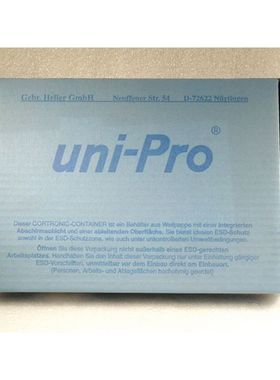 Gebr. Heller GmbH Neuffener Str. 54 D-72622 Nürtingen
uni-Pro®
Dieser CORTRONIC-CONTAINER ist ein Behälter aus Wellpappe mit einer integrierten
Abschirmschicht und einer ableitenden Oberfläche. Sie bietet idealen ESD-Schutz
sowohl in der ESD-Schutzzone, wie auch unter unkontrollierten Umweltbedingungen.
Öffnen Sie diese Verpackung nicht außerhalb eines ESD-gerechten
Arbeitsplatzes. Handhaben Sie den Inhalt dieser Verpackung nur unter Einhaltung gängiger
ESD-Vorschriften, unmittelbar vor dem Einbau direkt am Einbauort.
(Personen, Arbeits- und Ablageflächen hochohmig geerdet)